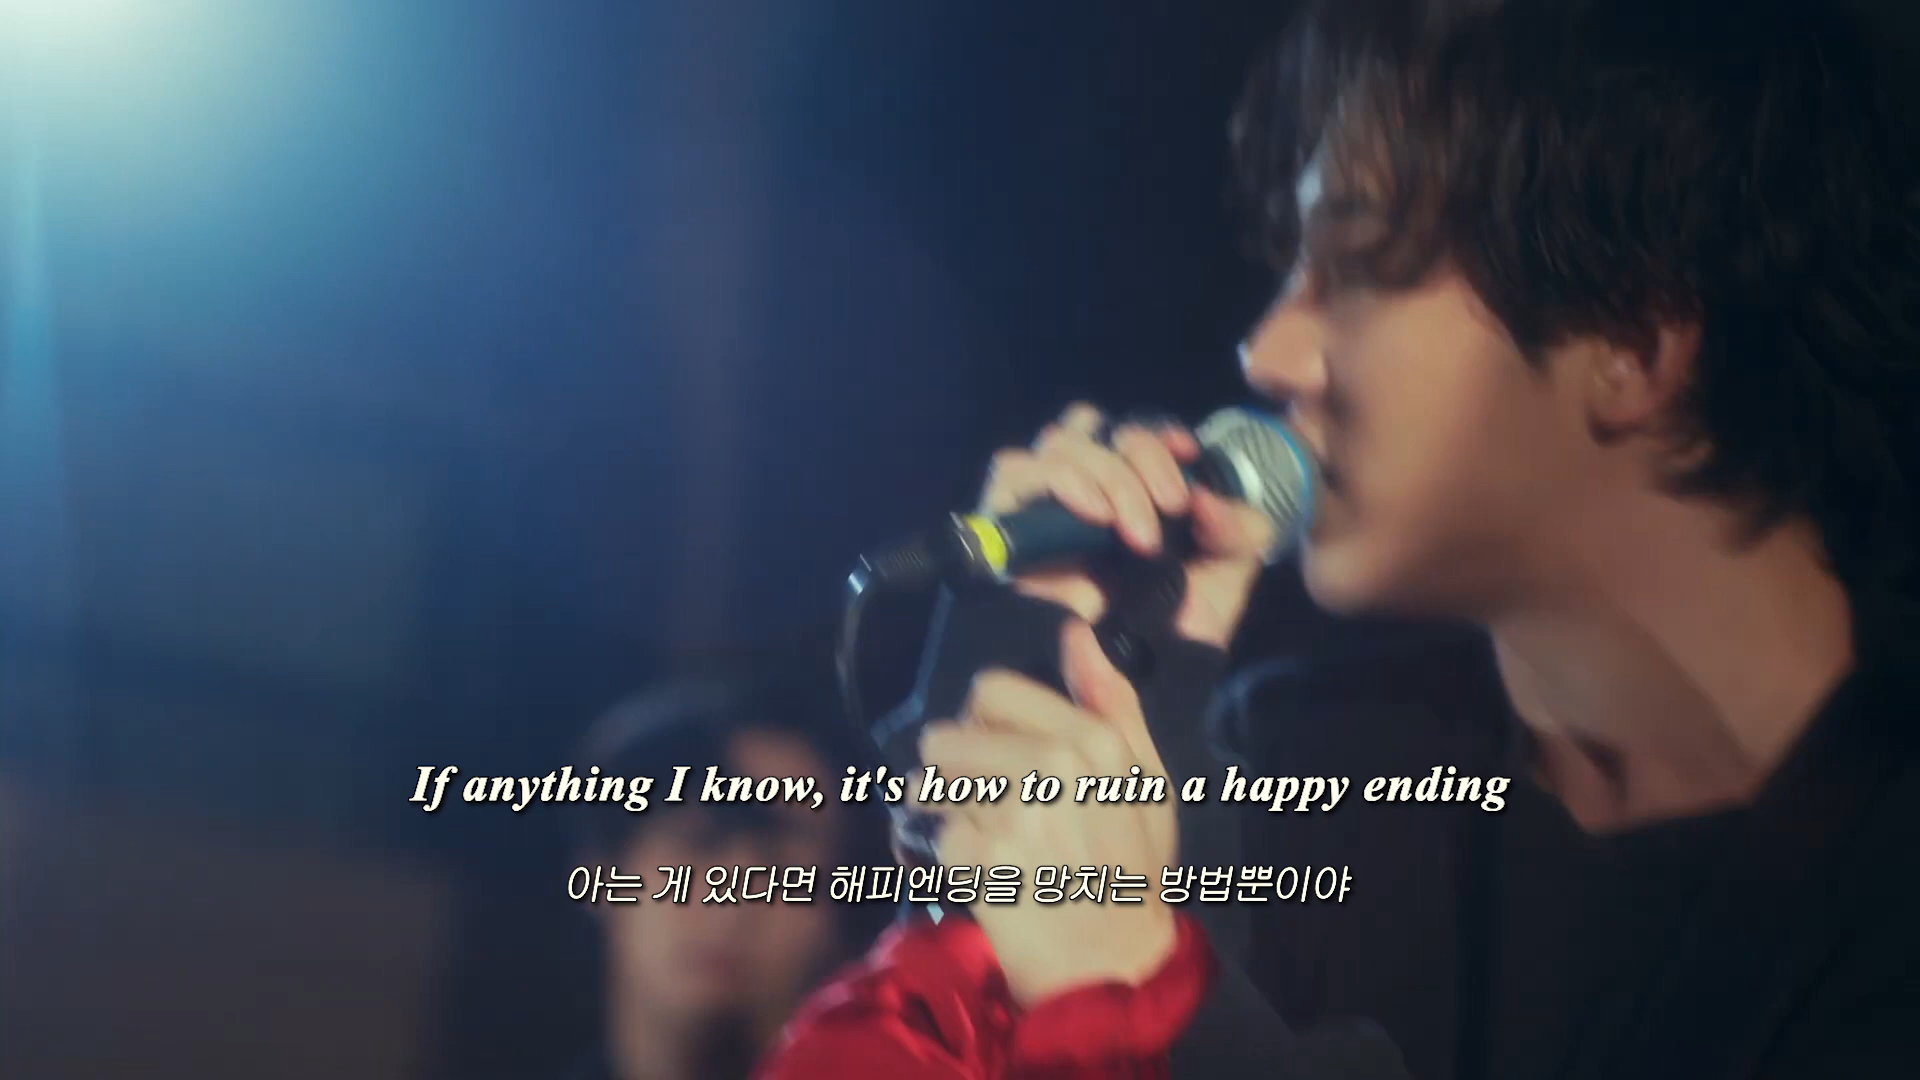 If anything I know, it's how to ruin a happy ending
아는 게 있다면 해피엔딩을 망치는 방법뿐이야